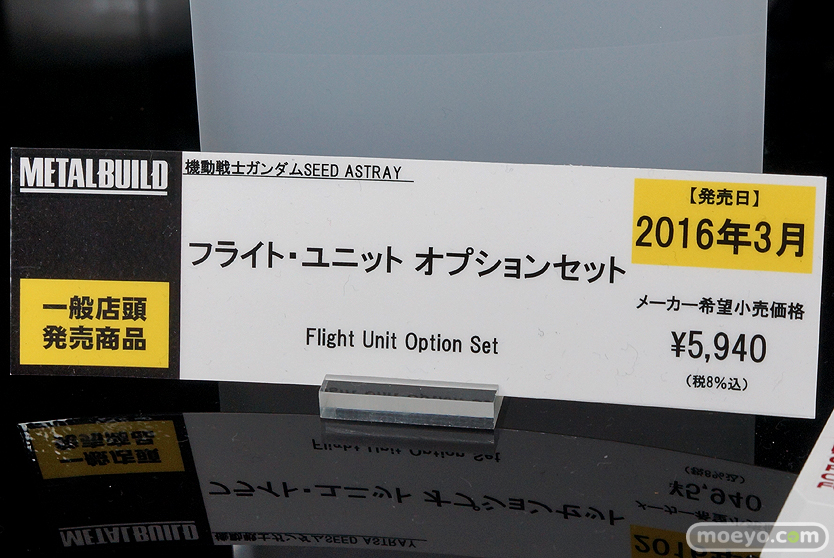 METAL BUILD
機動戦士ガンダムSEED ASTRAY
フライト・ユニット オプションセット
Flight Unit Option Set
一般店頭
発売商品
【発売日】
2016年3月
メーカー希望小売価格
¥5,940
(税8%込)
moeyo.com